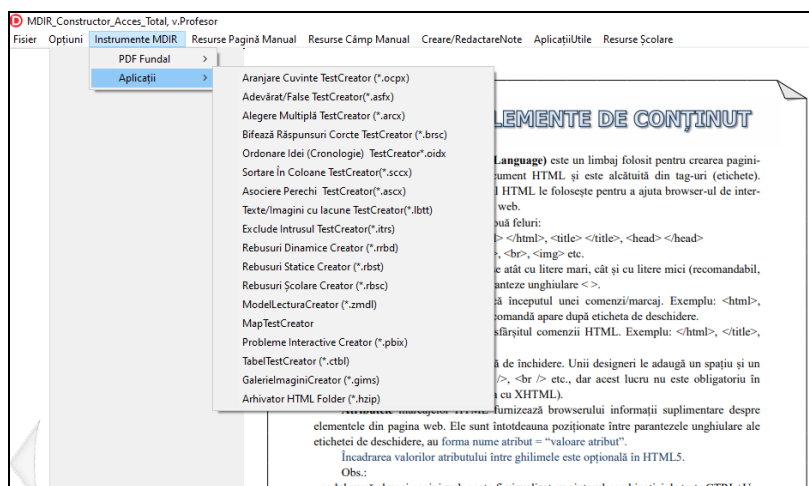 MDIR_Constructor_Acces_Total, v.Profesor
Fisier Opțiuni Instrumente MDIR Resurse Pagină Manual Resurse Câmp Manual Creare/RedactareNote AplicațiiUtile Resurse Școlare
PDF Fundal >
Aplicații >
Aranjare Cuvinte TestCreator (*.ocpx)
Adevărat/False TestCreator(*.asfx)
Alegere Multiplă TestCreator (*.arcx)
Bifează Răspunsuri Corcte TestCreator (*.brsc)
Ordonare Idei (Cronologie) TestCreator*.oidx
Sortare În Coloane TestCreator(*.sccx)
Asociere Perechi TestCreator(*.ascx)
Texte/Imagini cu lacune TestCreator(*.lbtt)
Exclude Intrusul TestCreator(*.itrs)
Rebusuri Dinamice Creator (*.rrbd)
Rebusuri Statice Creator (*.rbst)
Rebusuri Școlare Creator (*.rbsc)
ModelLecturaCreator (*.zmdl)
MapTestCreator
Probleme Interactive Creator (*.pbix)
TabelTestCreator (*.ctbl)
GalerieImaginiCreator (*.gims)
Arhivator HTML Folder (*.hzip)
LEMENTE DE CONȚINUT
Language) este un limbaj folosit pentru crearea pagini-
cument HTML și este alcătuită din tag-uri (etichete).
l HTML le folosește pentru a ajuta browser-ul de inter-
web.
uă feluri:
l> </html>, <title> </title>, <head> </head>
>, <br>, <img> etc.
e atât cu litere mari, cât și cu litere mici (recomandabil,
anteze unghiulare < >.
ă începutul unei comenzi/marcaj. Exemplu: <html>,
omandă apare după eticheta de deschidere.
sfârșitul comenzii HTML. Exemplu: </html>, </title>,
ă de închidere. Unii designeri le adaugă un spațiu și un
/>, <br /> etc., dar acest lucru nu este obligatoriu în
a cu XHTML).
Atributele marcajelor HTML furnizează browserului informații suplimentare despre
elementele din pagina web. Ele sunt întotdeauna poziționate între parantezele unghiulare ale
etichetei de deschidere, au forma nume atribut = “valoare atribut”.
Încadrarea valorilor atributului între ghilimele este opțională în HTML5.
Obs.: